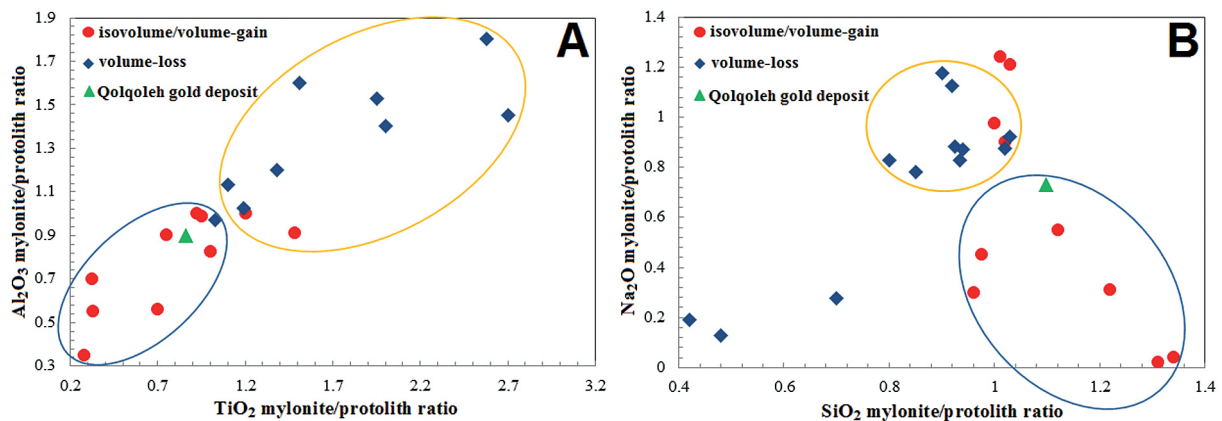 A
isovolume/volume-gain
volume-loss
Qolqoleh gold deposit
Al2O3 mylonite/protolith ratio
1.9
1.7
1.5
1.3
1.1
0.9
0.7
0.5
0.3
0.2 0.7 1.2 1.7 2.2 2.7 3.2
TiO2 mylonite/protolith ratio
B
isovolume/volume-gain
volume-loss
Qolqoleh gold deposit
Na2O mylonite/protolith ratio
1.4
1.2
1
0.8
0.6
0.4
0.2
0
0.4 0.6 0.8 1 1.2 1.4
SiO2 mylonite/protolith ratio